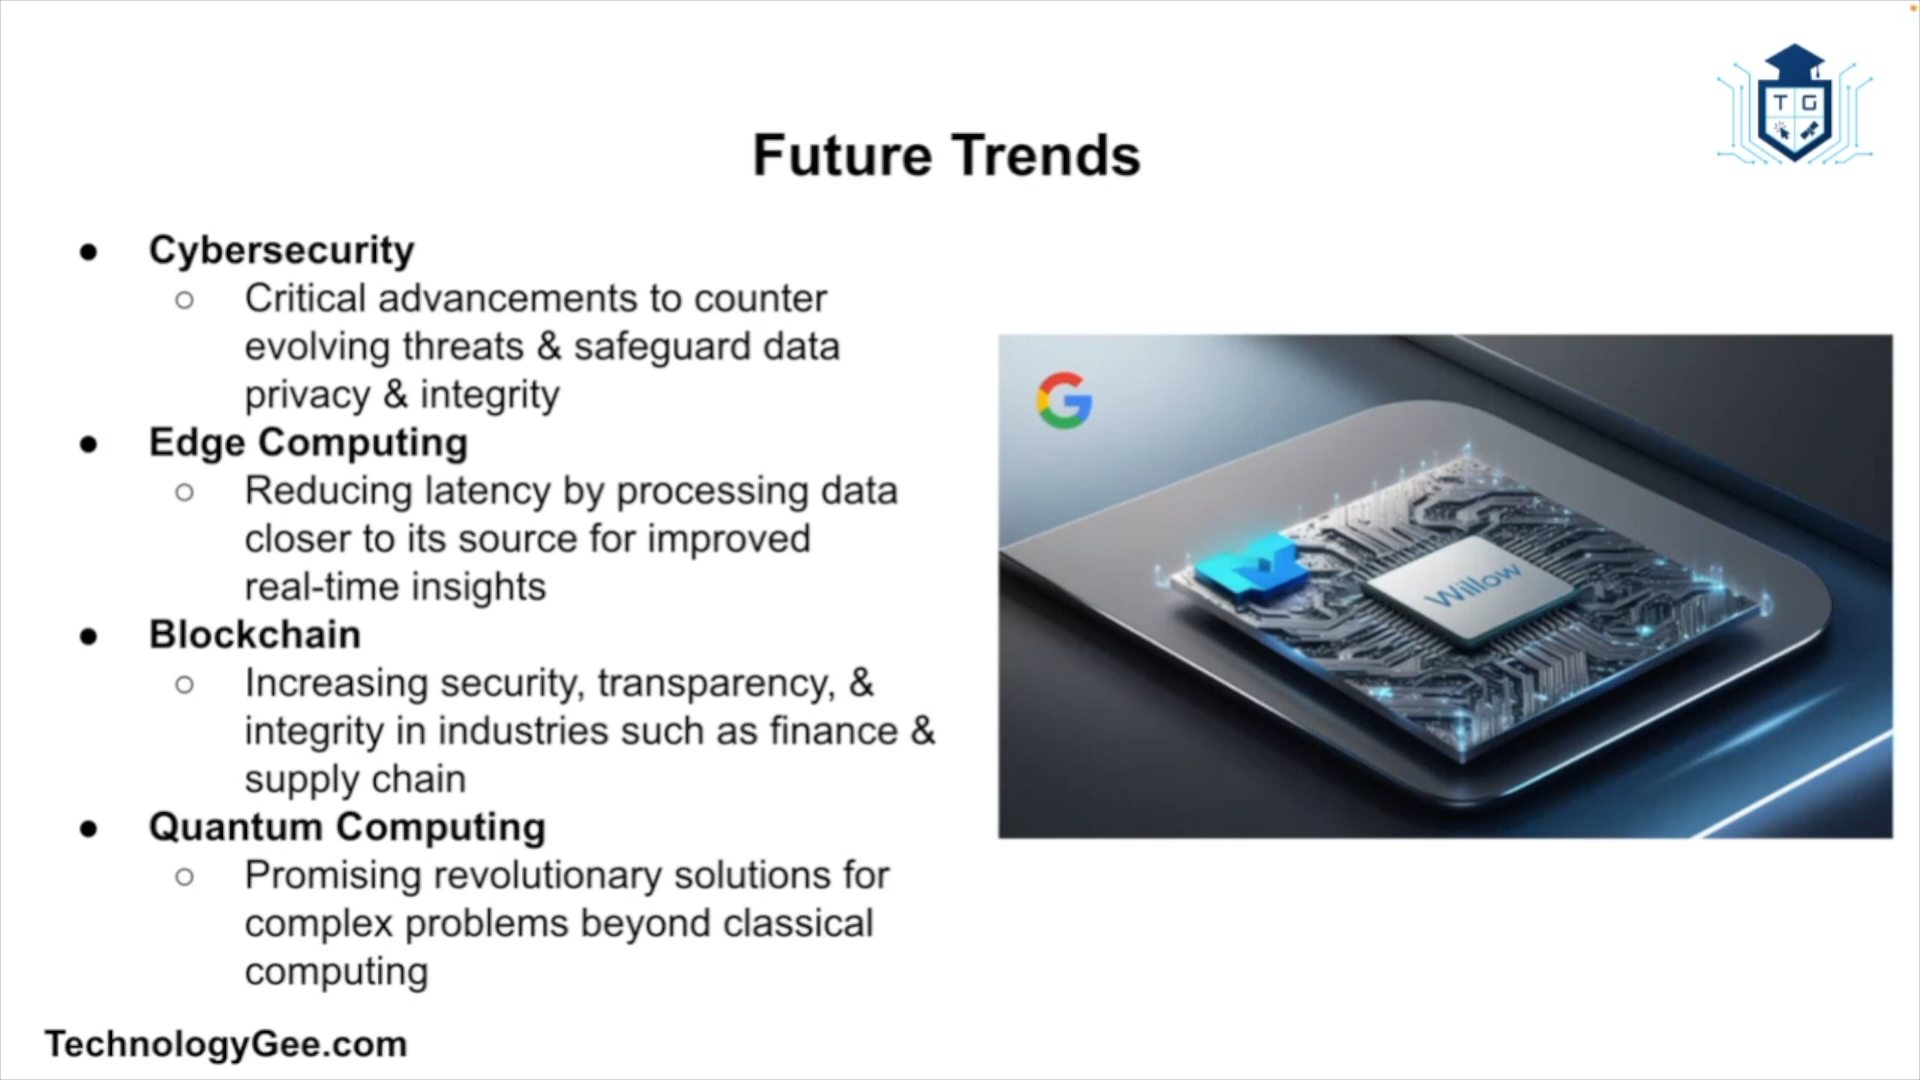 T G
Future Trends
● Cybersecurity
○ Critical advancements to counter
evolving threats & safeguard data
privacy & integrity
● Edge Computing
○ Reducing latency by processing data
closer to its source for improved
real-time insights
● Blockchain
○ Increasing security, transparency, &
integrity in industries such as finance &
supply chain
● Quantum Computing
○ Promising revolutionary solutions for
complex problems beyond classical
computing
G
Willow
TechnologyGee.com